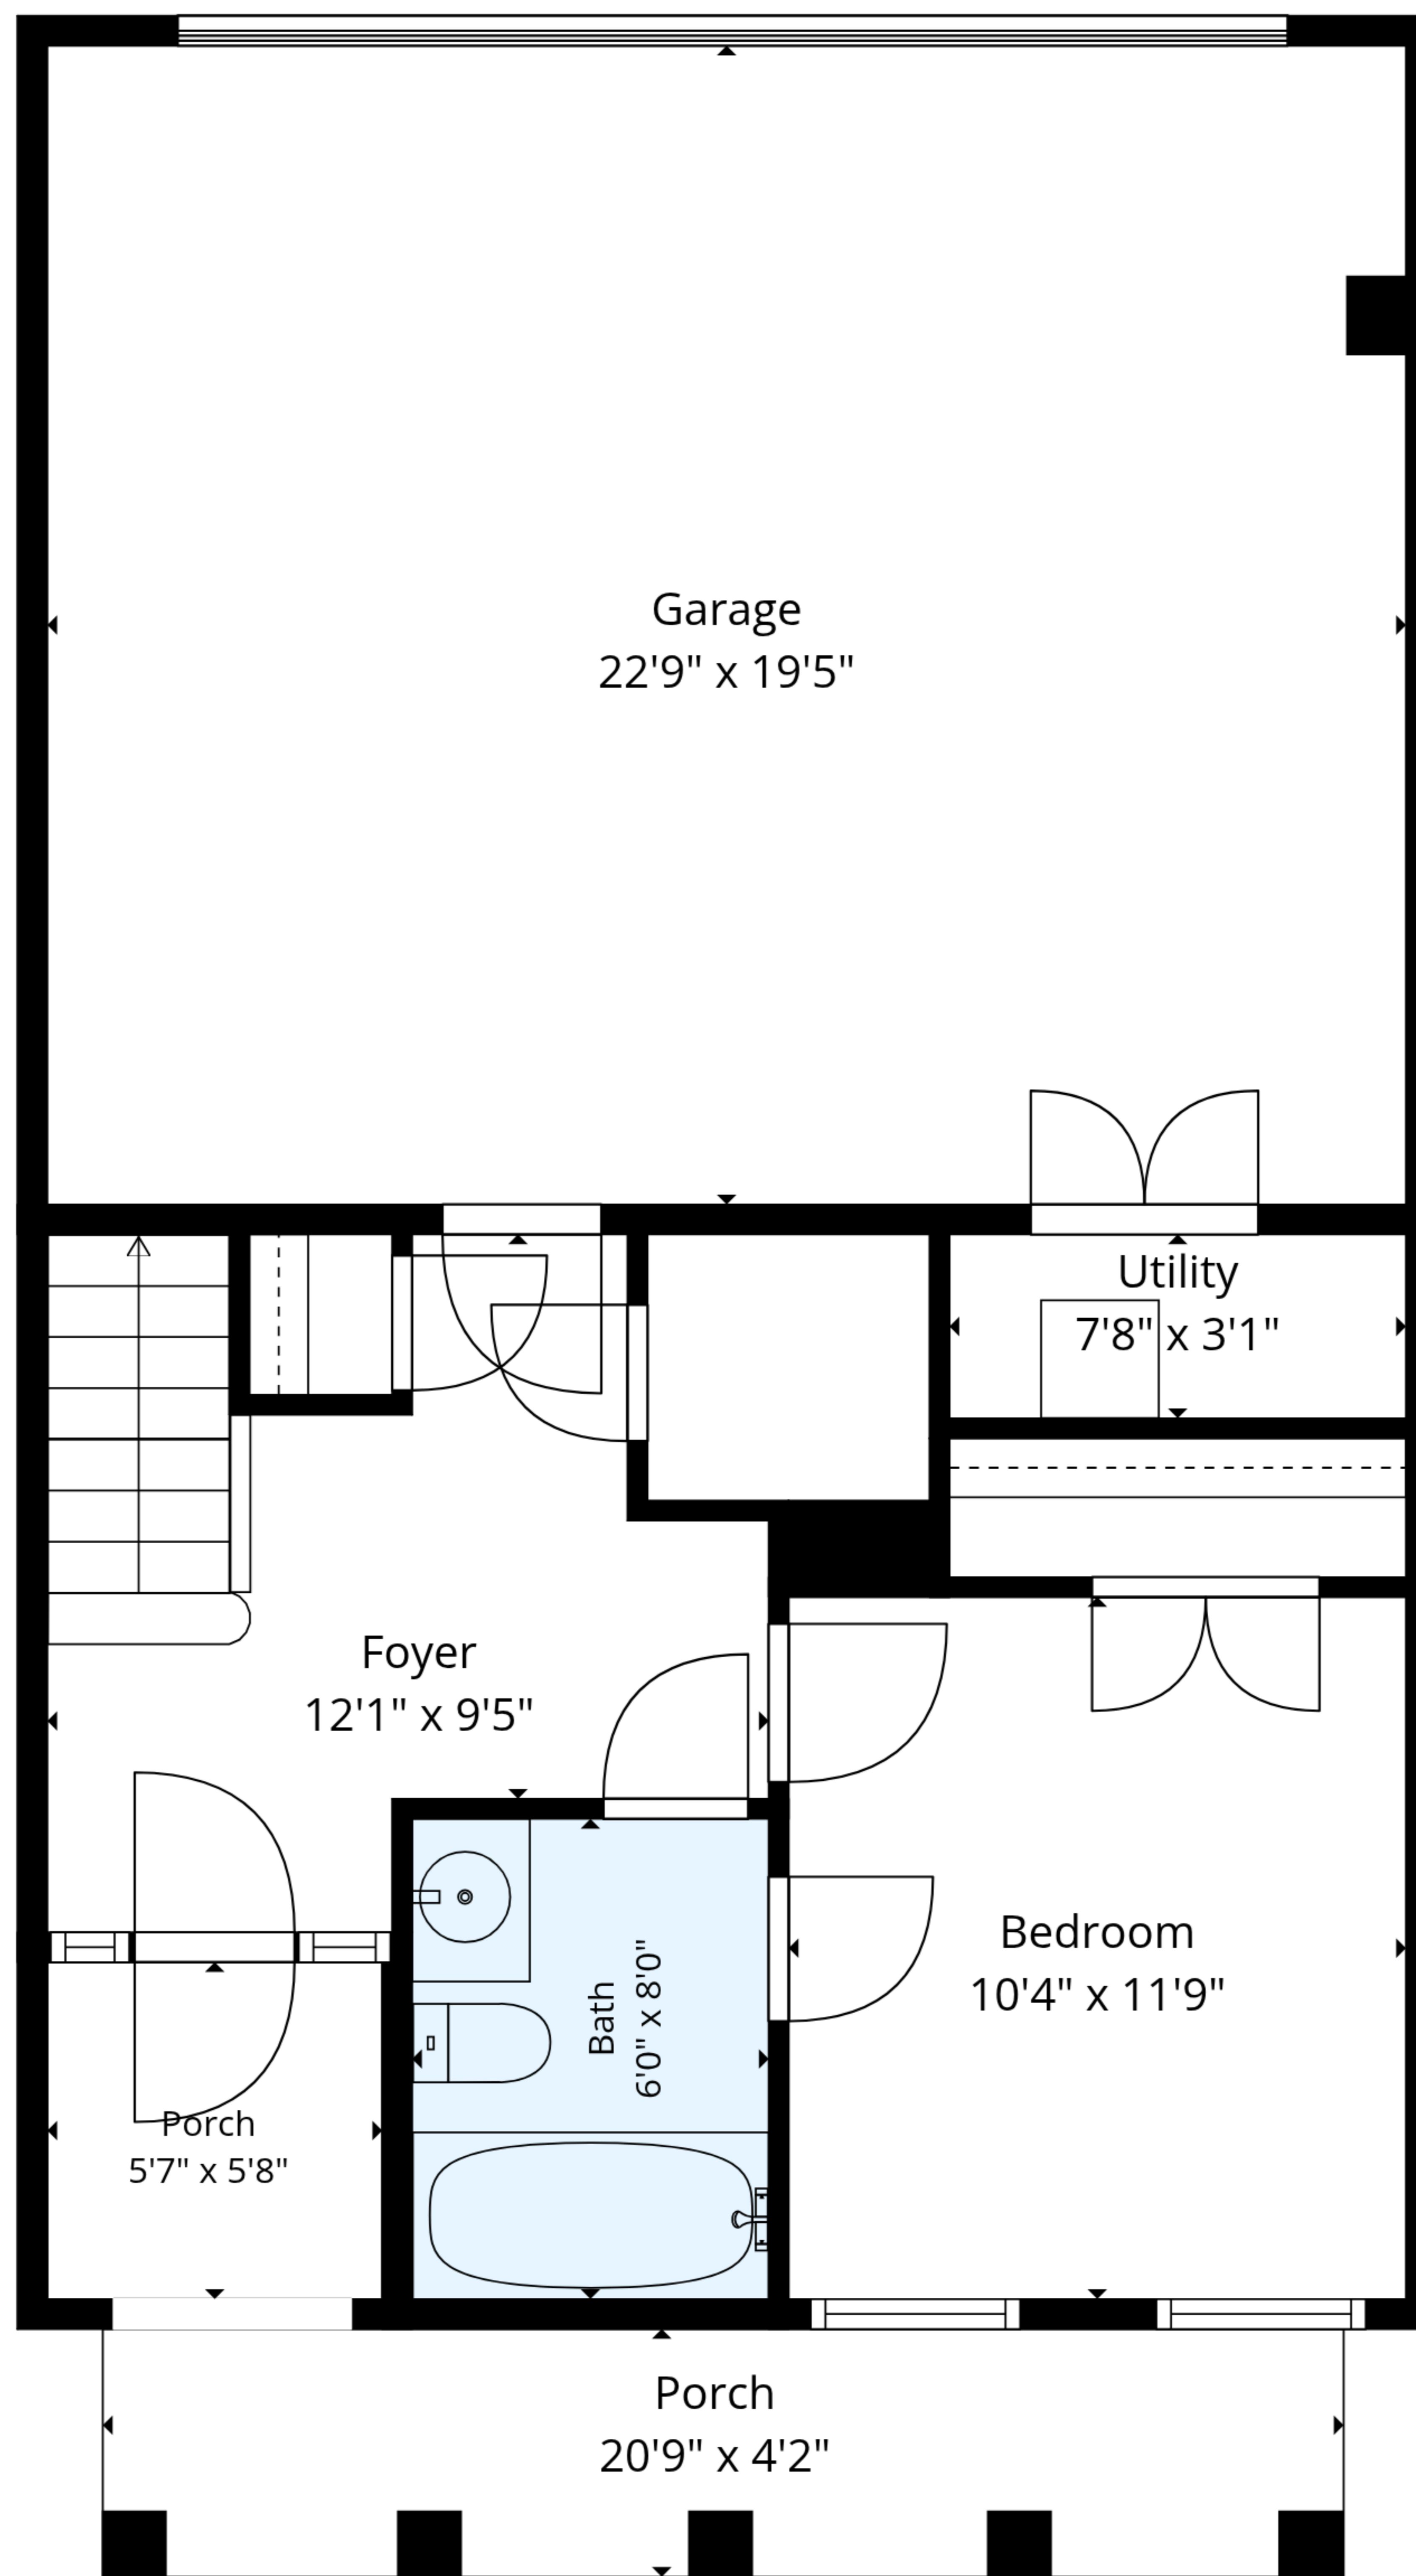 Garage
22'9" x 19'5"
Utility
7'8" x 3'1"
Foyer
12'1" x 9'5"
Bedroom
10'4" x 11'9"
Bath
6'0" x 8'0"
Porch
5'7" x 5'8"
Porch
20'9" x 4'2"